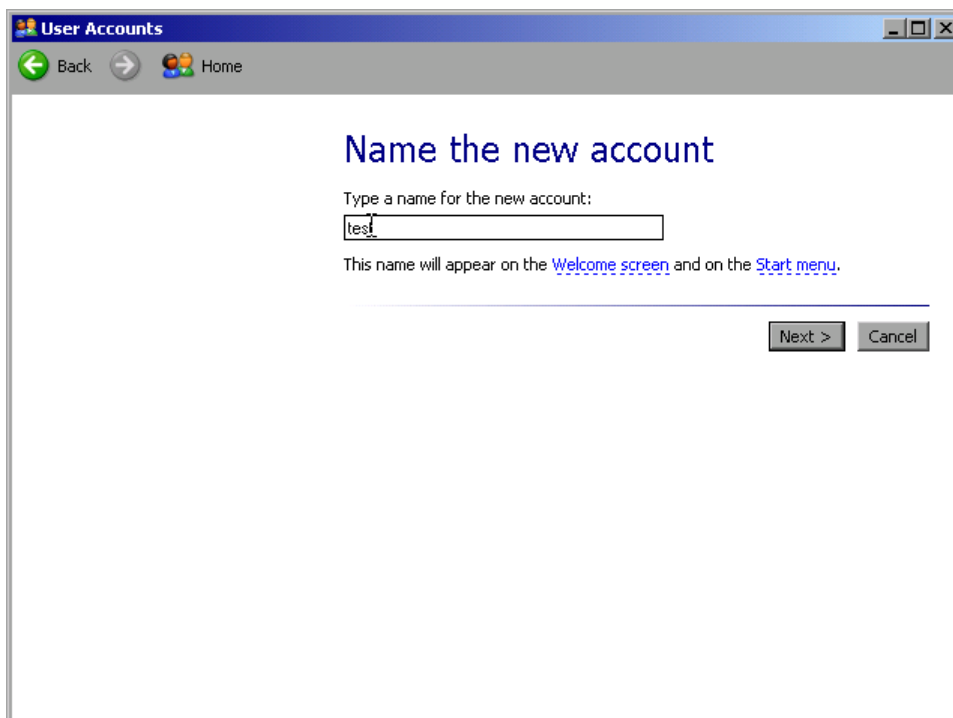 User Accounts
Back Home
Name the new account
Type a name for the new account:
test
This name will appear on the Welcome screen and on the Start menu.
Next > Cancel